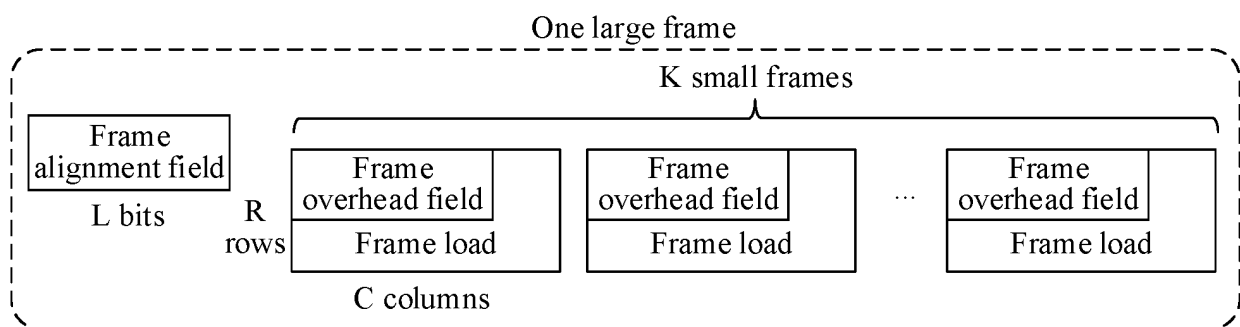 One large frame
K small frames
Frame
alignment field
L bits
R
rows
Frame
overhead field
Frame load
Frame
overhead field
Frame load
...
Frame
overhead field
Frame load
C columns